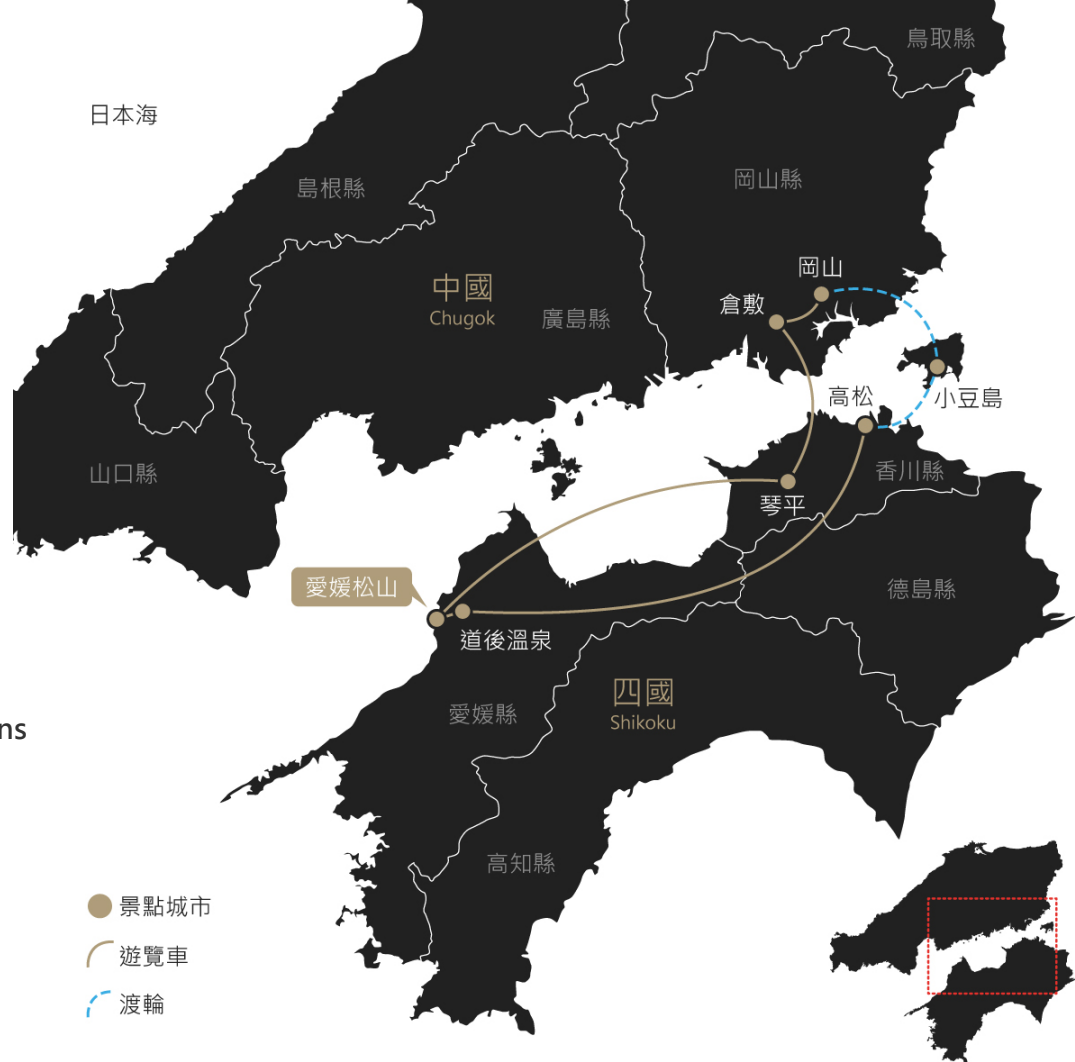 鳥取縣
日本海
島根縣
岡山縣
岡山
中國
Chugok
倉敷
廣島縣
高松
小豆島
山口縣
香川縣
琴平
愛媛松山
德島縣
道後溫泉
四國
Shikoku
愛媛縣
ns
高知縣
景點城市
遊覽車
渡輪